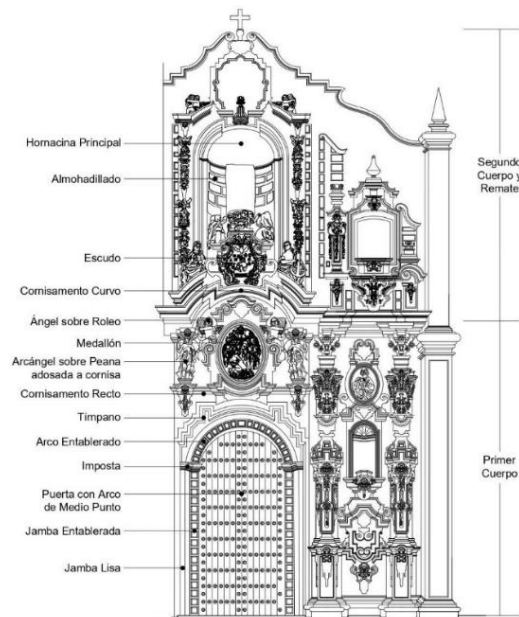 Hornacina Principal
Almohadillado
Escudo
Cornisamento Curvo
Ángel sobre Roleo
Medallón
Arcángel sobre Peana
adosada a cornisa
Cornisamento Recto
Tímpano
Arco Entablerado
Imposta
Puerta con Arco
de Medio Punto
Jamba Entablerada
Jamba Lisa
Segundo
Cuerpo y
Remate
Primer
Cuerpo